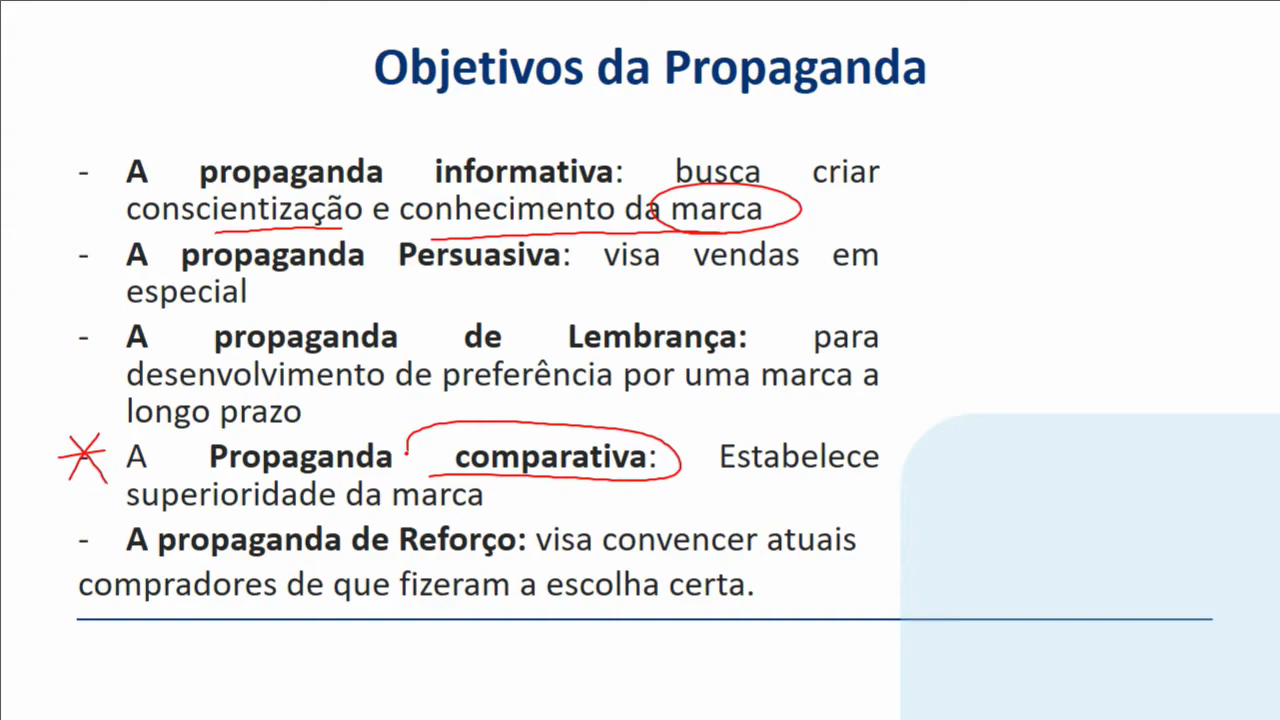 Objetivos da Propaganda
- A propaganda informativa: busca criar
conscientização e conhecimento da marca
- A propaganda Persuasiva: visa vendas em
especial
- A propaganda de Lembrança: para
desenvolvimento de preferência por uma marca a
longo prazo
- A Propaganda comparativa: Estabelece
superioridade da marca
- A propaganda de Reforço: visa convencer atuais
compradores de que fizeram a escolha certa.